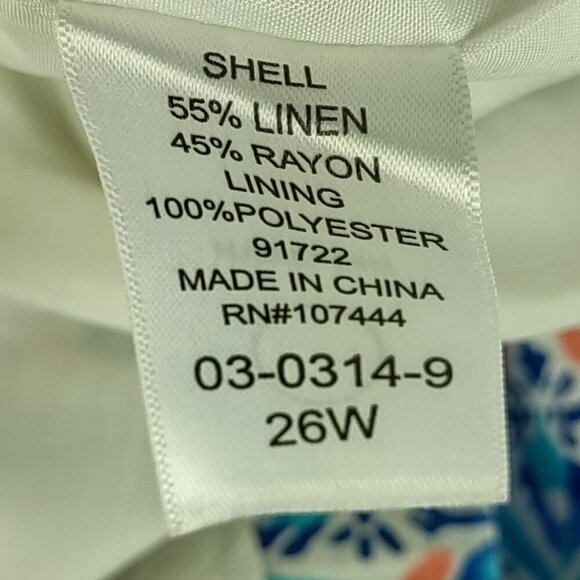 SHELL
55% LINEN
45% RAYON
LINING
100%POLYESTER
91722
MADE IN CHINA
RN#107444
03-0314-9
26W